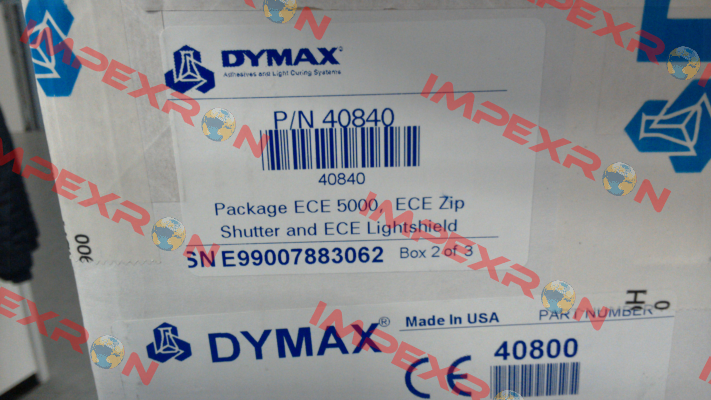 DYMAX®
Adhesives and Light Curing Systems
P/N 40840
40840
Package ECE 5000, ECE Zip
Shutter and ECE Lightshield
SN E99007883062 Box 2 of 3
DYMAX® Made In USA PART NUMBER
CE 40800
IMPEXRON
IMPEXRON
IMPEXRON
IMPEXRON
IMPEXRON
IMPEXRON